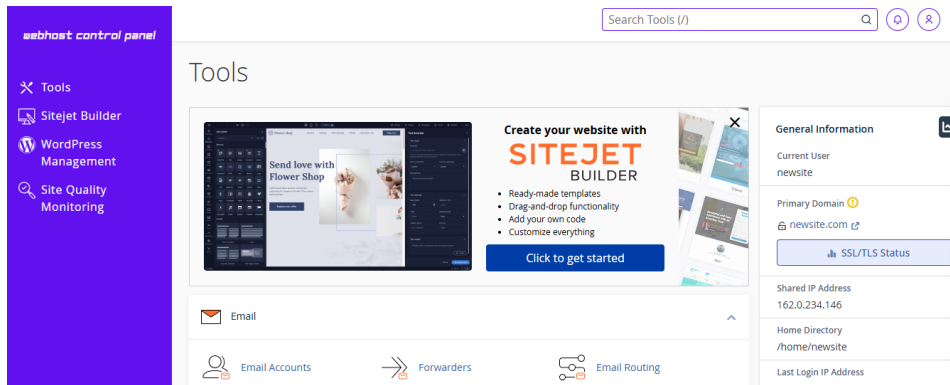 webhost control panel
Search Tools (/)
Tools
Sitejet Builder
WordPress
Management
Site Quality
Monitoring
Tools
Send love with
Flower Shop
Create your website with
SITEJET
BUILDER
Ready-made templates
Drag-and-drop functionality
Add your own code
Customize everything
Click to get started
Email
Email Accounts
Forwarders
Email Routing
General Information
Current User
newsite
Primary Domain
newsite.com
SSL/TLS Status
Shared IP Address
162.0.234.146
Home Directory
/home/newsite
Last Login IP Address